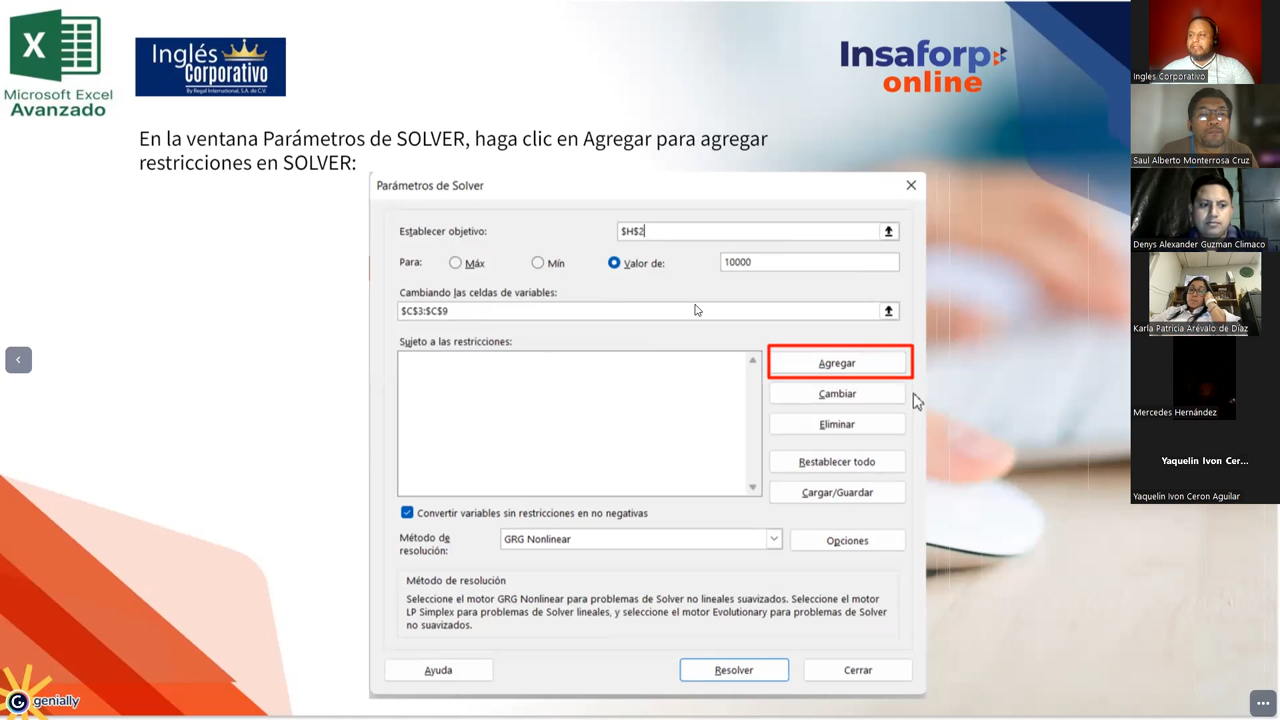 X
Microsoft Excel
Avanzado
Inglés
Corporativo
By Regal International, S.A. de C.V.
Insaforp
online
En la ventana Parámetros de SOLVER, haga clic en Agregar para agregar
restricciones en SOLVER:
Parámetros de Solver
Establecer objetivo:
$H$2
Para:
Máx
Mín
Valor de:
10000
Cambiando las celdas de variables:
$C$3:$C$9
Sujeto a las restricciones:
Agregar
Cambiar
Eliminar
Restablecer todo
Cargar/Guardar
Convertir variables sin restricciones en no negativas
Método de
resolución:
GRG Nonlinear
Opciones
Método de resolución
Seleccione el motor GRG Nonlinear para problemas de Solver no lineales suavizados. Seleccione el motor
LP Simplex para problemas de Solver lineales, y seleccione el motor Evolutionary para problemas de Solver
no suavizados.
Ayuda
Resolver
Cerrar
genially
Ingles Corporativo
Saul Alberto Monterrosa Cruz
Denys Alexander Guzman Climaco
Karla Patricia Arévalo de Díaz
Mercedes Hernández
Yaquelin Ivon Cer...
Yaquelin Ivon Ceron Aguilar